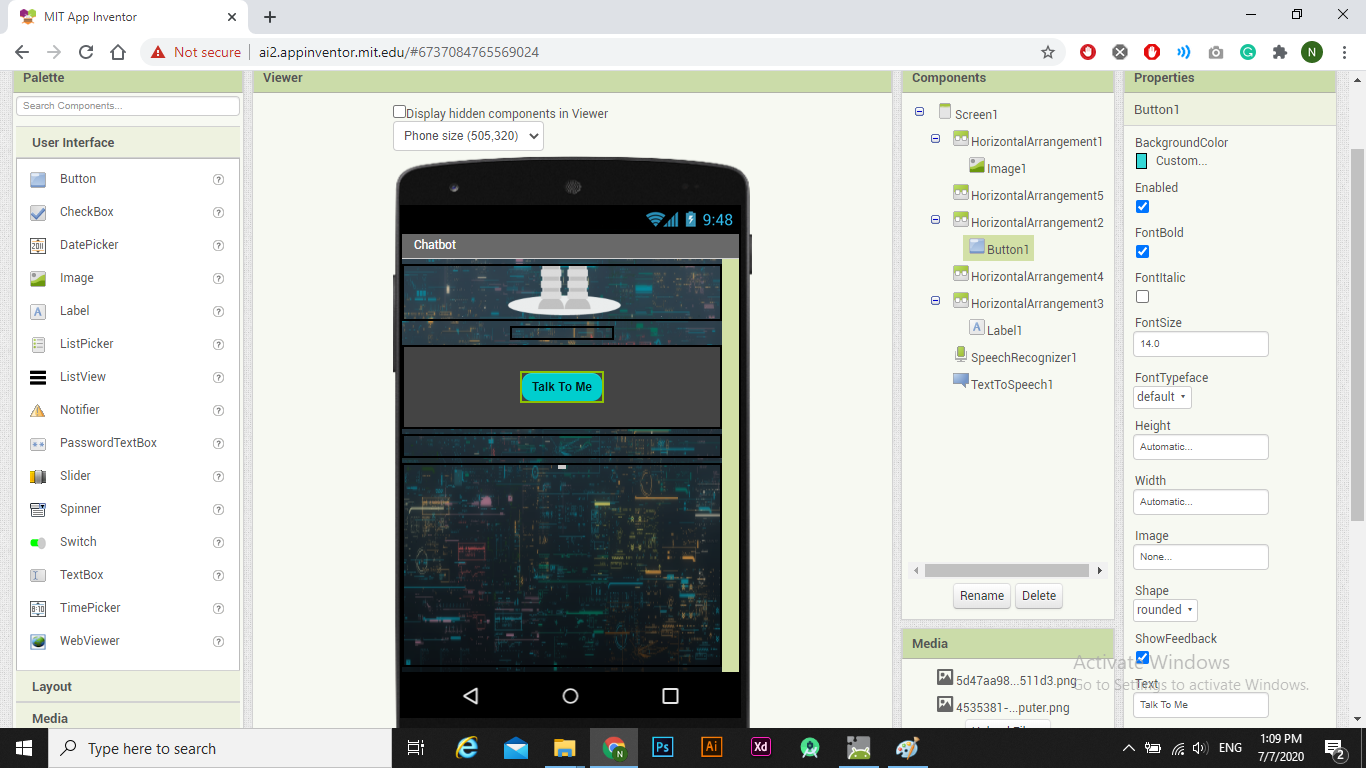 MIT App Inventor
Not secure
ai2.appinventor.mit.edu/#6737084765569024
N
Palette
Search Components...
User Interface
Button
?
CheckBox
?
DatePicker
?
Image
?
Label
?
ListPicker
?
ListView
?
Notifier
?
PasswordTextBox
?
Slider
?
Spinner
?
Switch
?
TextBox
?
TimePicker
?
WebViewer
?
Layout
Media
Viewer
Display hidden components in Viewer
Phone size (505,320)
9:48
Chatbot
Talk To Me
Components
Screen1
HorizontalArrangement1
Image1
HorizontalArrangement5
HorizontalArrangement2
Button1
HorizontalArrangement4
HorizontalArrangement3
Label1
SpeechRecognizer1
TextToSpeech1
Rename
Delete
Media
5d47aa98...511d3.png
4535381-...puter.png
Properties
Button1
BackgroundColor
Custom...
Enabled
FontBold
FontItalic
FontSize
14.0
FontTypeface
default
Height
Automatic...
Width
Automatic...
Image
None...
Shape
rounded
ShowFeedback
Text
Talk To Me
Activate Windows
Go to Settings to activate Windows.
Type here to search
Ps
Ai
Xd
ENG
1:09 PM
7/7/2020
2